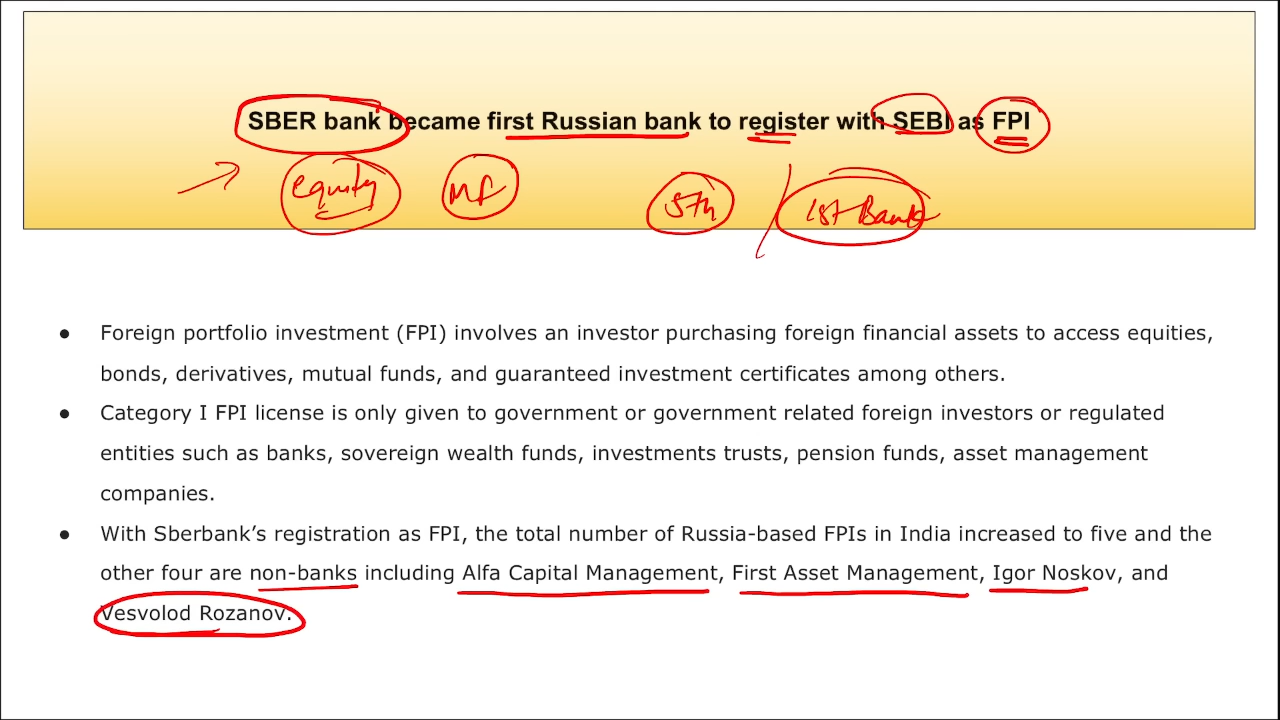 SBER bank became first Russian bank to register with SEBI as FPI
equity MF 5th 1st Bank
● Foreign portfolio investment (FPI) involves an investor purchasing foreign financial assets to access equities,
bonds, derivatives, mutual funds, and guaranteed investment certificates among others.
● Category I FPI license is only given to government or government related foreign investors or regulated
entities such as banks, sovereign wealth funds, investments trusts, pension funds, asset management
companies.
● With Sberbank’s registration as FPI, the total number of Russia-based FPIs in India increased to five and the
other four are non-banks including Alfa Capital Management, First Asset Management, Igor Noskov, and
Vesvolod Rozanov.